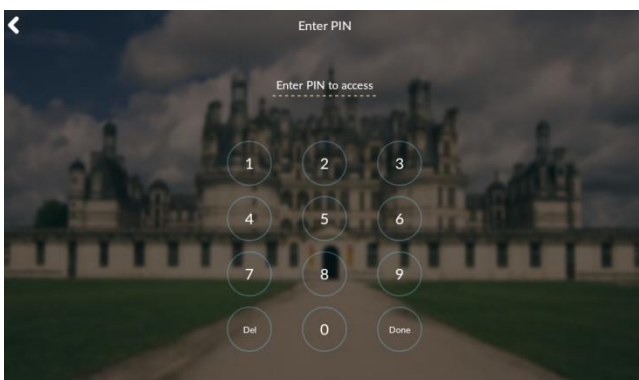 Enter PIN
Enter PIN to access
1 2 3
4 5 6
7 8 9
Del 0 Done